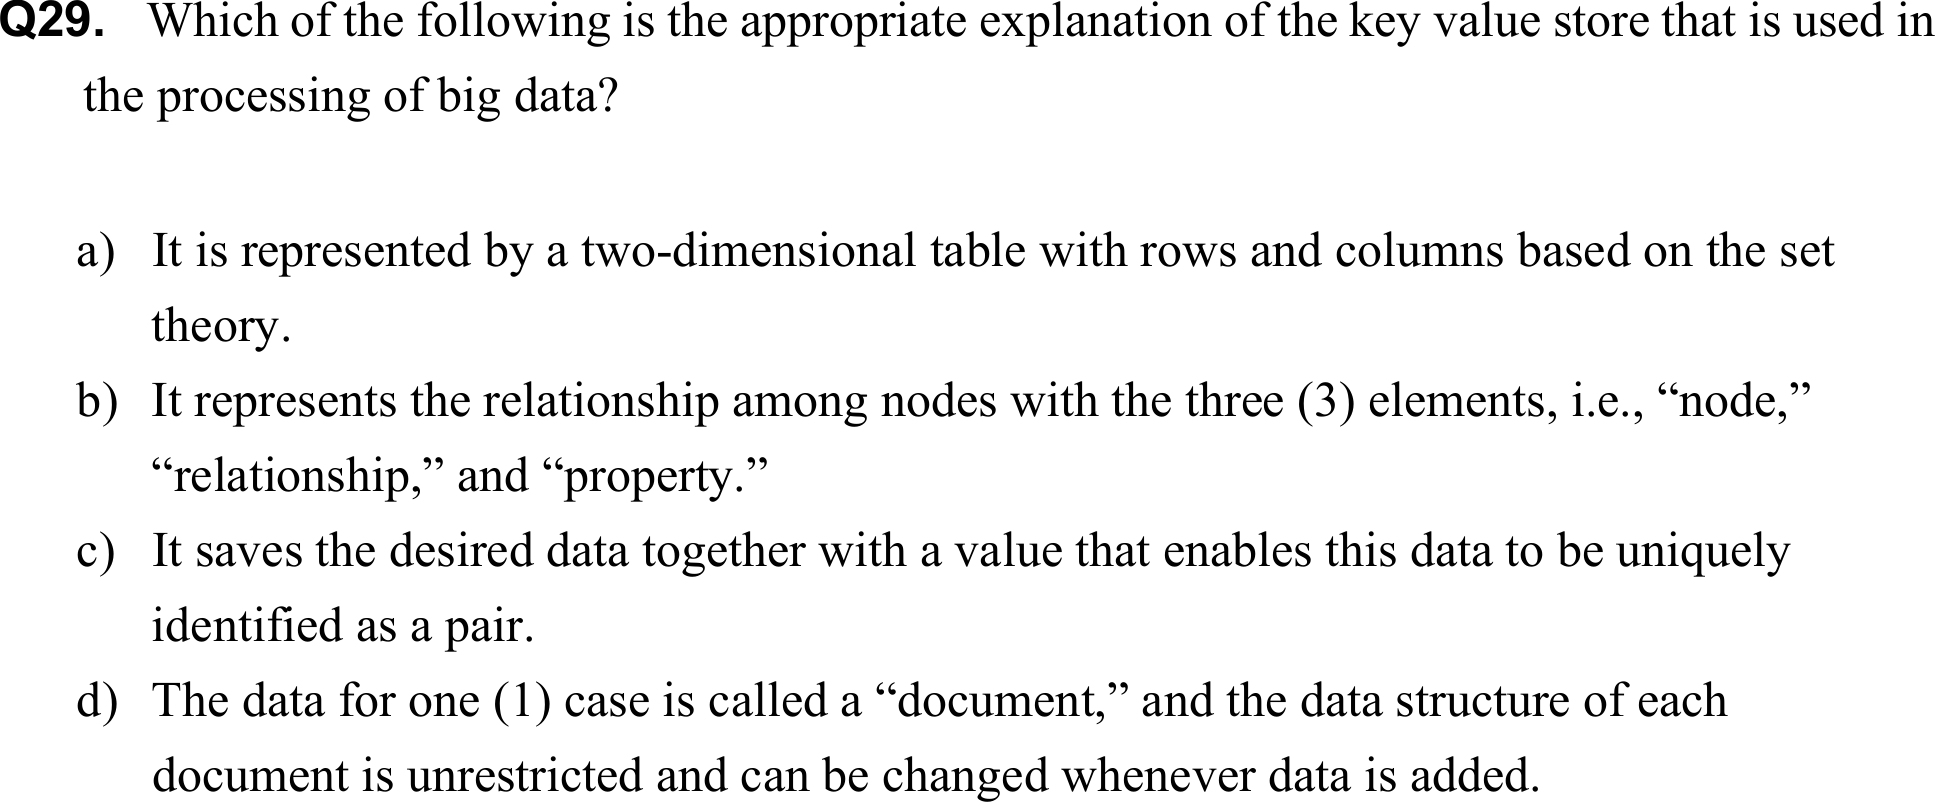 Q29. Which of the following is the appropriate explanation of the key value store that is used in
the processing of big data?
a) It is represented by a two-dimensional table with rows and columns based on the set
theory.
b) It represents the relationship among nodes with the three (3) elements, i.e., “node,”
“relationship,” and “property.”
c) It saves the desired data together with a value that enables this data to be uniquely
identified as a pair.
d) The data for one (1) case is called a “document,” and the data structure of each
document is unrestricted and can be changed whenever data is added.